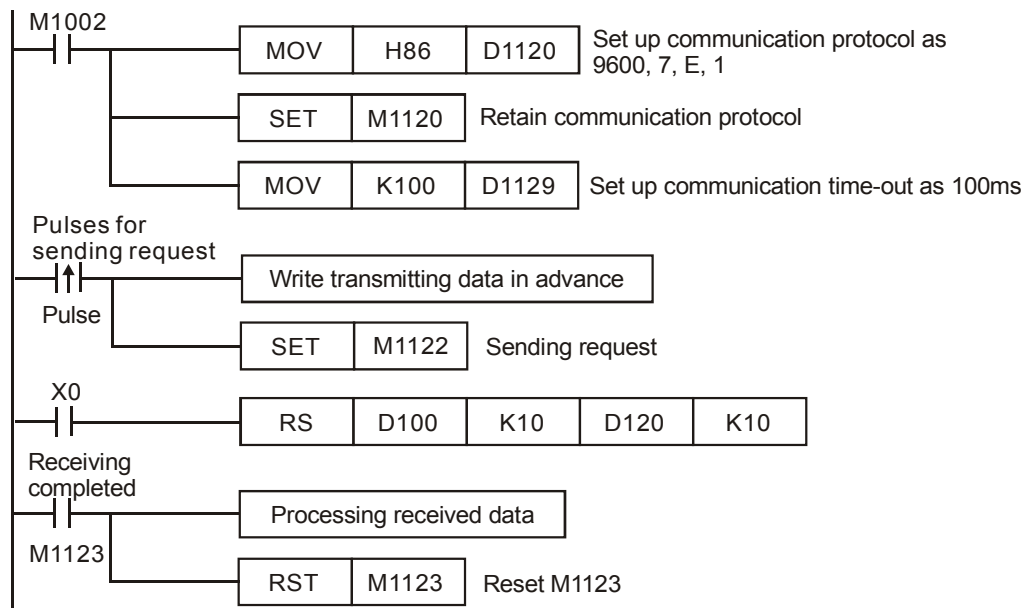 M1002
MOV H86 D1120 Set up communication protocol as
9600, 7, E, 1
SET M1120 Retain communication protocol
MOV K100 D1129 Set up communication time-out as 100ms
Pulses for
sending request
Write transmitting data in advance
Pulse
SET M1122 Sending request
X0
RS D100 K10 D120 K10
Receiving
completed
Processing received data
M1123
RST M1123 Reset M1123